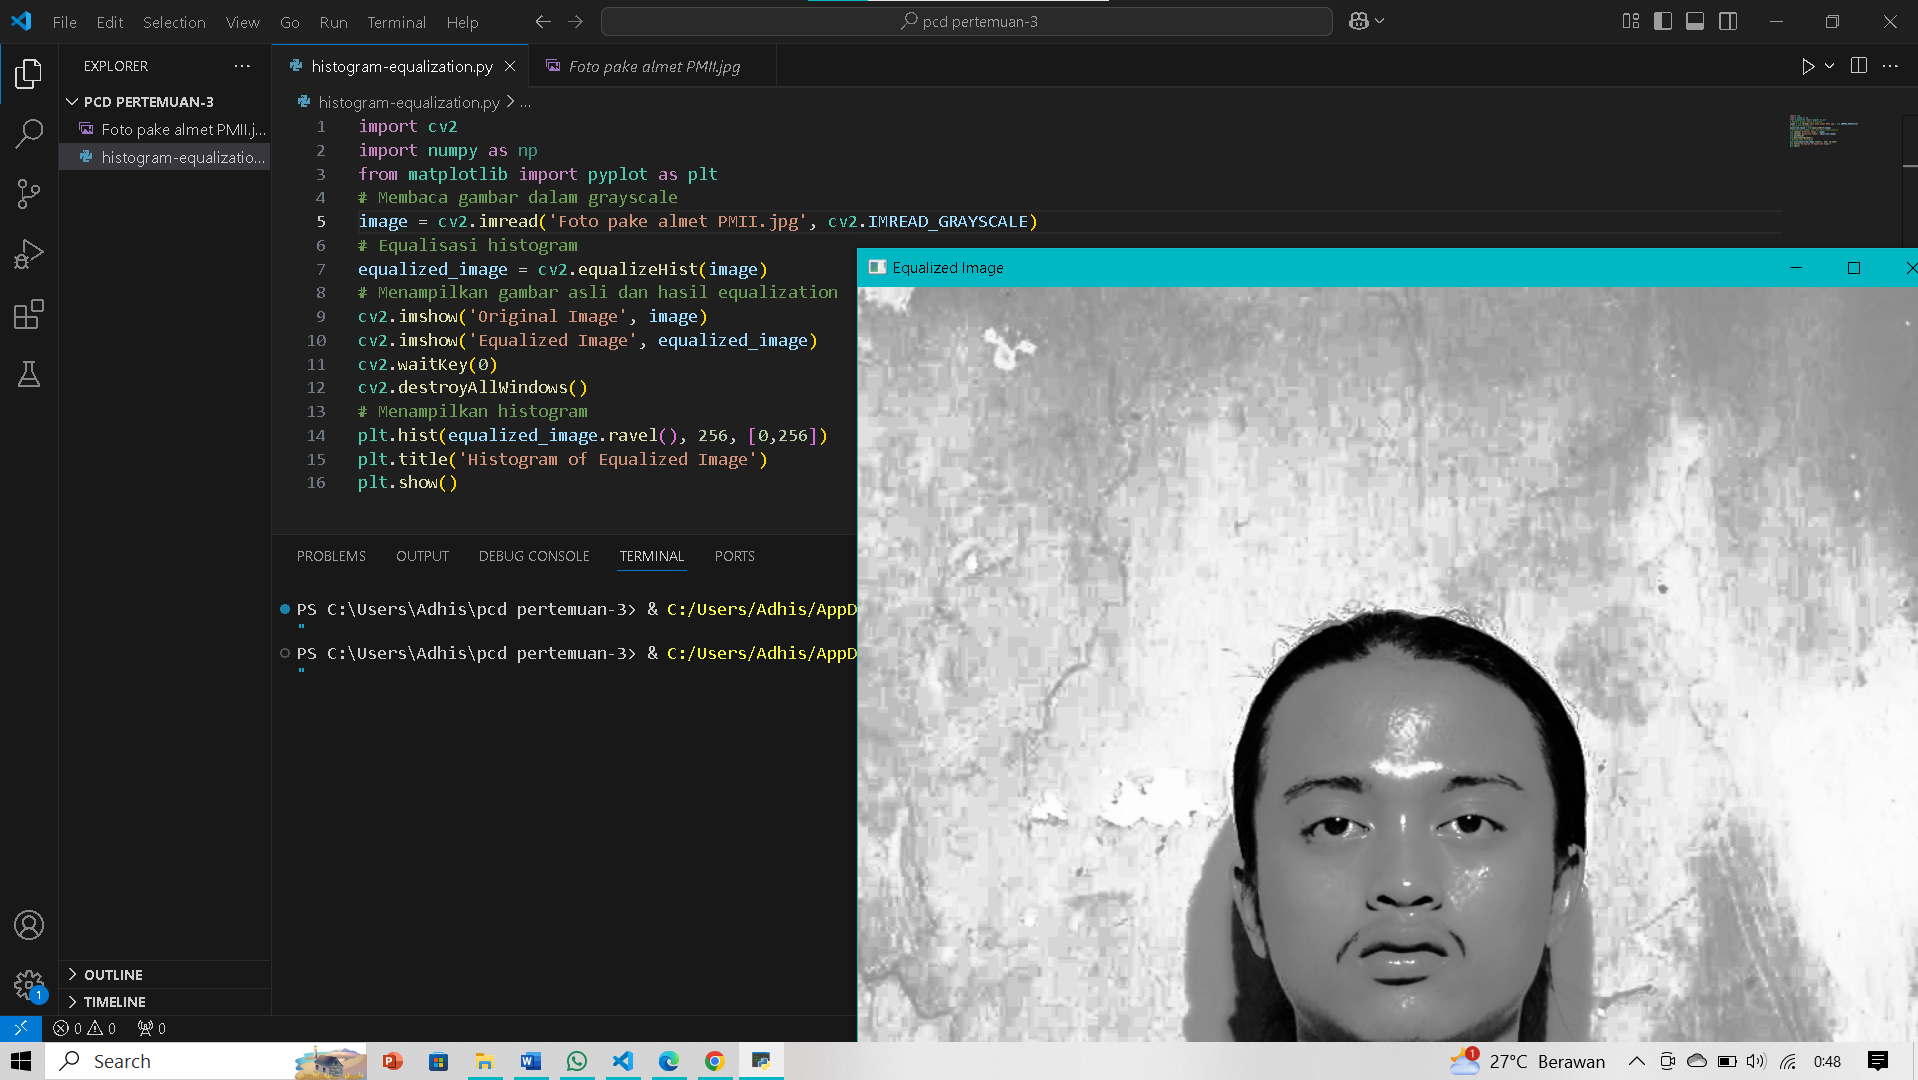 File Edit Selection View Go Run Terminal Help
pcd pertemuan-3
EXPLORER
PCD PERTEMUAN-3
Foto pake almet PMII.j...
histogram-equalizatio...
histogram-equalization.py
Foto pake almet PMII.jpg
histogram-equalization.py > ...
1 import cv2
2 import numpy as np
3 from matplotlib import pyplot as plt
4 # Membaca gambar dalam grayscale
5 image = cv2.imread('Foto pake almet PMII.jpg', cv2.IMREAD_GRAYSCALE)
6 # Equalisasi histogram
7 equalized_image = cv2.equalizeHist(image)
8 # Menampilkan gambar asli dan hasil equalization
9 cv2.imshow('Original Image', image)
10 cv2.imshow('Equalized Image', equalized_image)
11 cv2.waitKey(0)
12 cv2.destroyAllWindows()
13 # Menampilkan histogram
14 plt.hist(equalized_image.ravel(), 256, [0,256])
15 plt.title('Histogram of Equalized Image')
16 plt.show()
Equalized Image
PROBLEMS OUTPUT DEBUG CONSOLE TERMINAL PORTS
PS C:\Users\Adhis\pcd pertemuan-3> & C:/Users/Adhis/AppD
"
PS C:\Users\Adhis\pcd pertemuan-3> & C:/Users/Adhis/AppD
"
OUTLINE
TIMELINE
1
0 0 0
Search
1
27°C Berawan
0:48